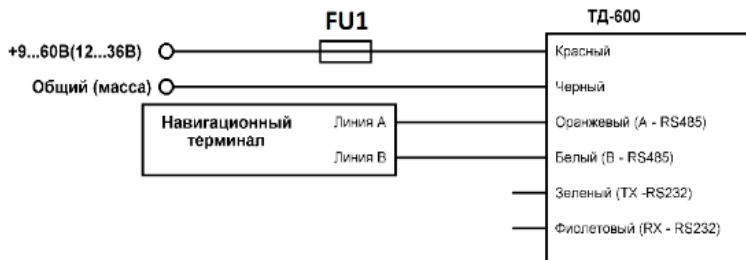 FU1
ТД-600
+9...60В(12...36В)
Красный
Общий (масса)
Черный
Навигационный
терминал
Линия А
Оранжевый (А - RS485)
Линия В
Белый (В - RS485)
Зеленый (TX -RS232)
Фиолетовый (RX - RS232)